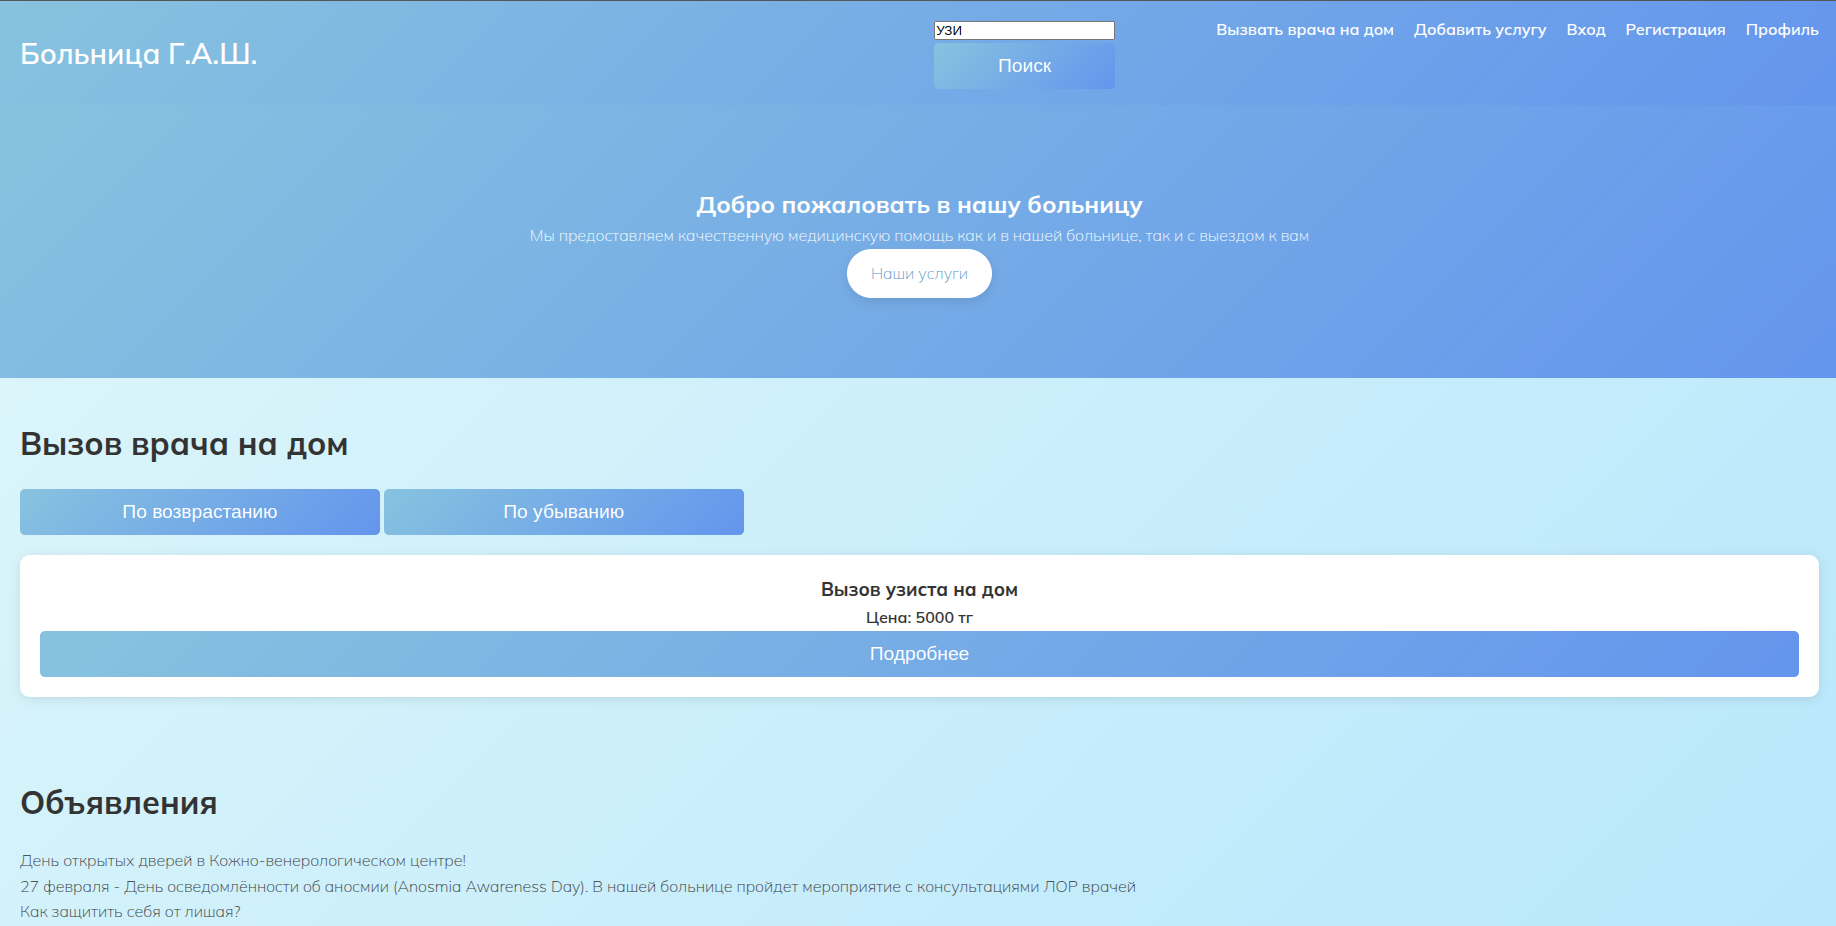 Больница Г.А.Ш.
УЗИ
Поиск
Вызвать врача на дом Добавить услугу Вход Регистрация Профиль
Добро пожаловать в нашу больницу
Мы предоставляем качественную медицинскую помощь как и в нашей больнице, так и с выездом к вам
Наши услуги
Вызов врача на дом
По возврастанию По убыванию
Вызов узиста на дом
Цена: 5000 тг
Подробнее
Объявления
День открытых дверей в Кожно-венерологическом центре!
27 февраля - День осведомлённости об аносмии (Anosmia Awareness Day). В нашей больнице пройдет мероприятие с консультациями ЛОР врачей
Как защитить себя от лишая?